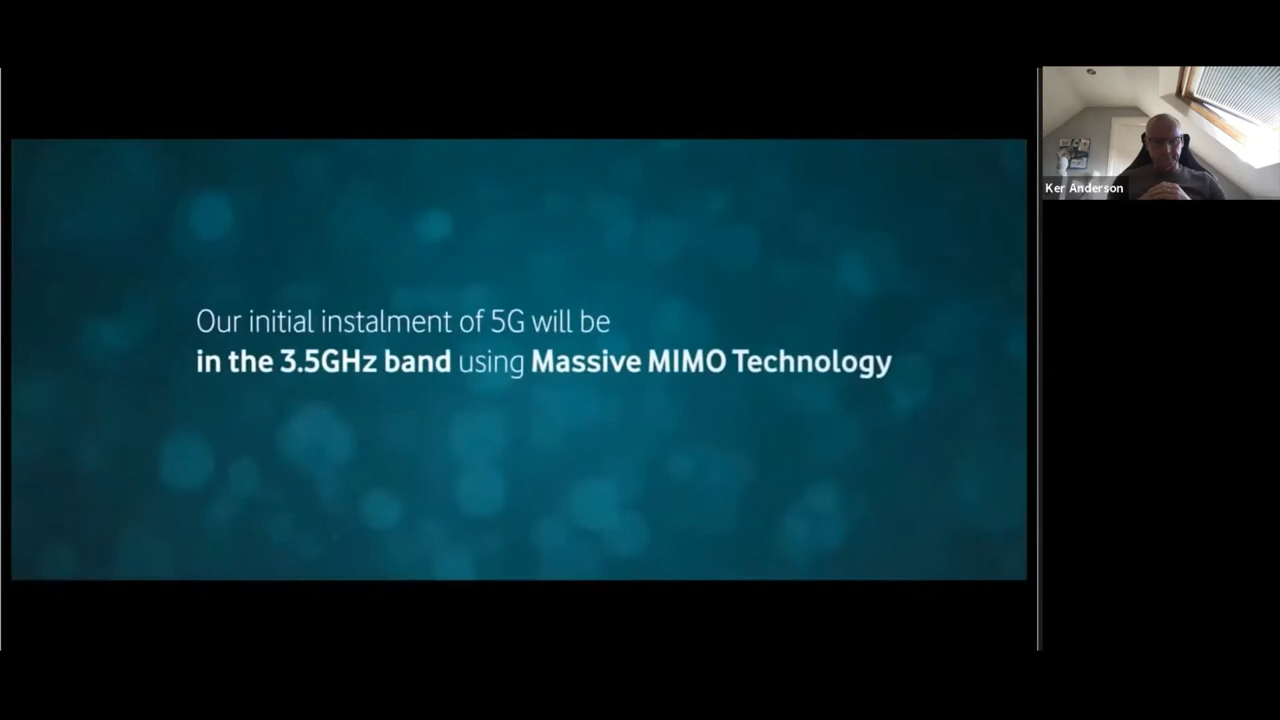 Our initial instalment of 5G will be
in the 3.5GHz band using Massive MIMO Technology
Ker Anderson